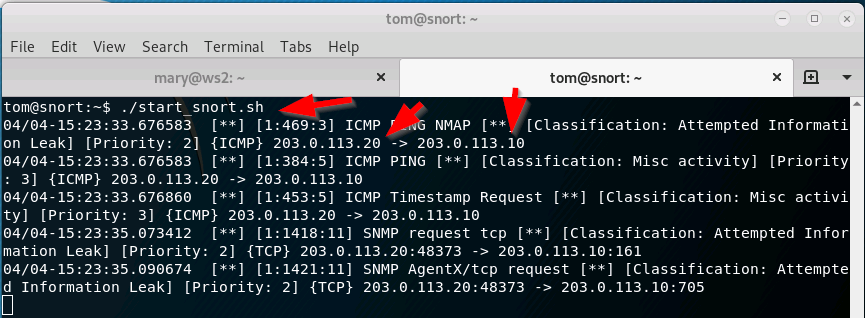 tom@snort: ~
File Edit View Search Terminal Tabs Help
mary@ws2: ~ × tom@snort: ~ ×
tom@snort:~$ ./start_snort.sh
04/04-15:23:33.676583 [**] [1:469:3] ICMP PING NMAP [**] [Classification: Attempted Informati
on Leak] [Priority: 2] {ICMP} 203.0.113.20 -> 203.0.113.10
04/04-15:23:33.676583 [**] [1:384:5] ICMP PING [**] [Classification: Misc activity] [Priority
: 3] {ICMP} 203.0.113.20 -> 203.0.113.10
04/04-15:23:33.676860 [**] [1:453:5] ICMP Timestamp Request [**] [Classification: Misc activi
ty] [Priority: 3] {ICMP} 203.0.113.20 -> 203.0.113.10
04/04-15:23:35.073412 [**] [1:1418:11] SNMP request tcp [**] [Classification: Attempted Infor
mation Leak] [Priority: 2] {TCP} 203.0.113.20:48373 -> 203.0.113.10:161
04/04-15:23:35.090674 [**] [1:1421:11] SNMP AgentX/tcp request [**] [Classification: Attempte
d Information Leak] [Priority: 2] {TCP} 203.0.113.20:48373 -> 203.0.113.10:705